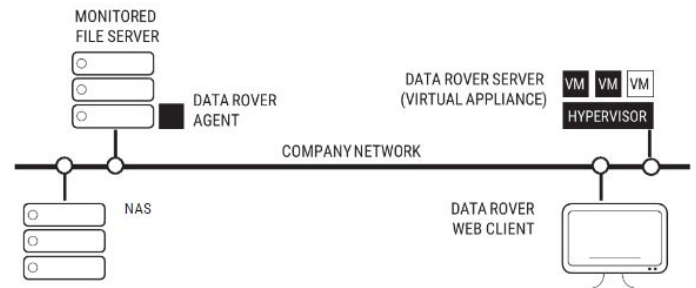 MONITORED
FILE SERVER
DATA ROVER
AGENT
DATA ROVER SERVER
(VIRTUAL APPLIANCE)
VM VM VM
HYPERVISOR
COMPANY NETWORK
NAS
DATA ROVER
WEB CLIENT